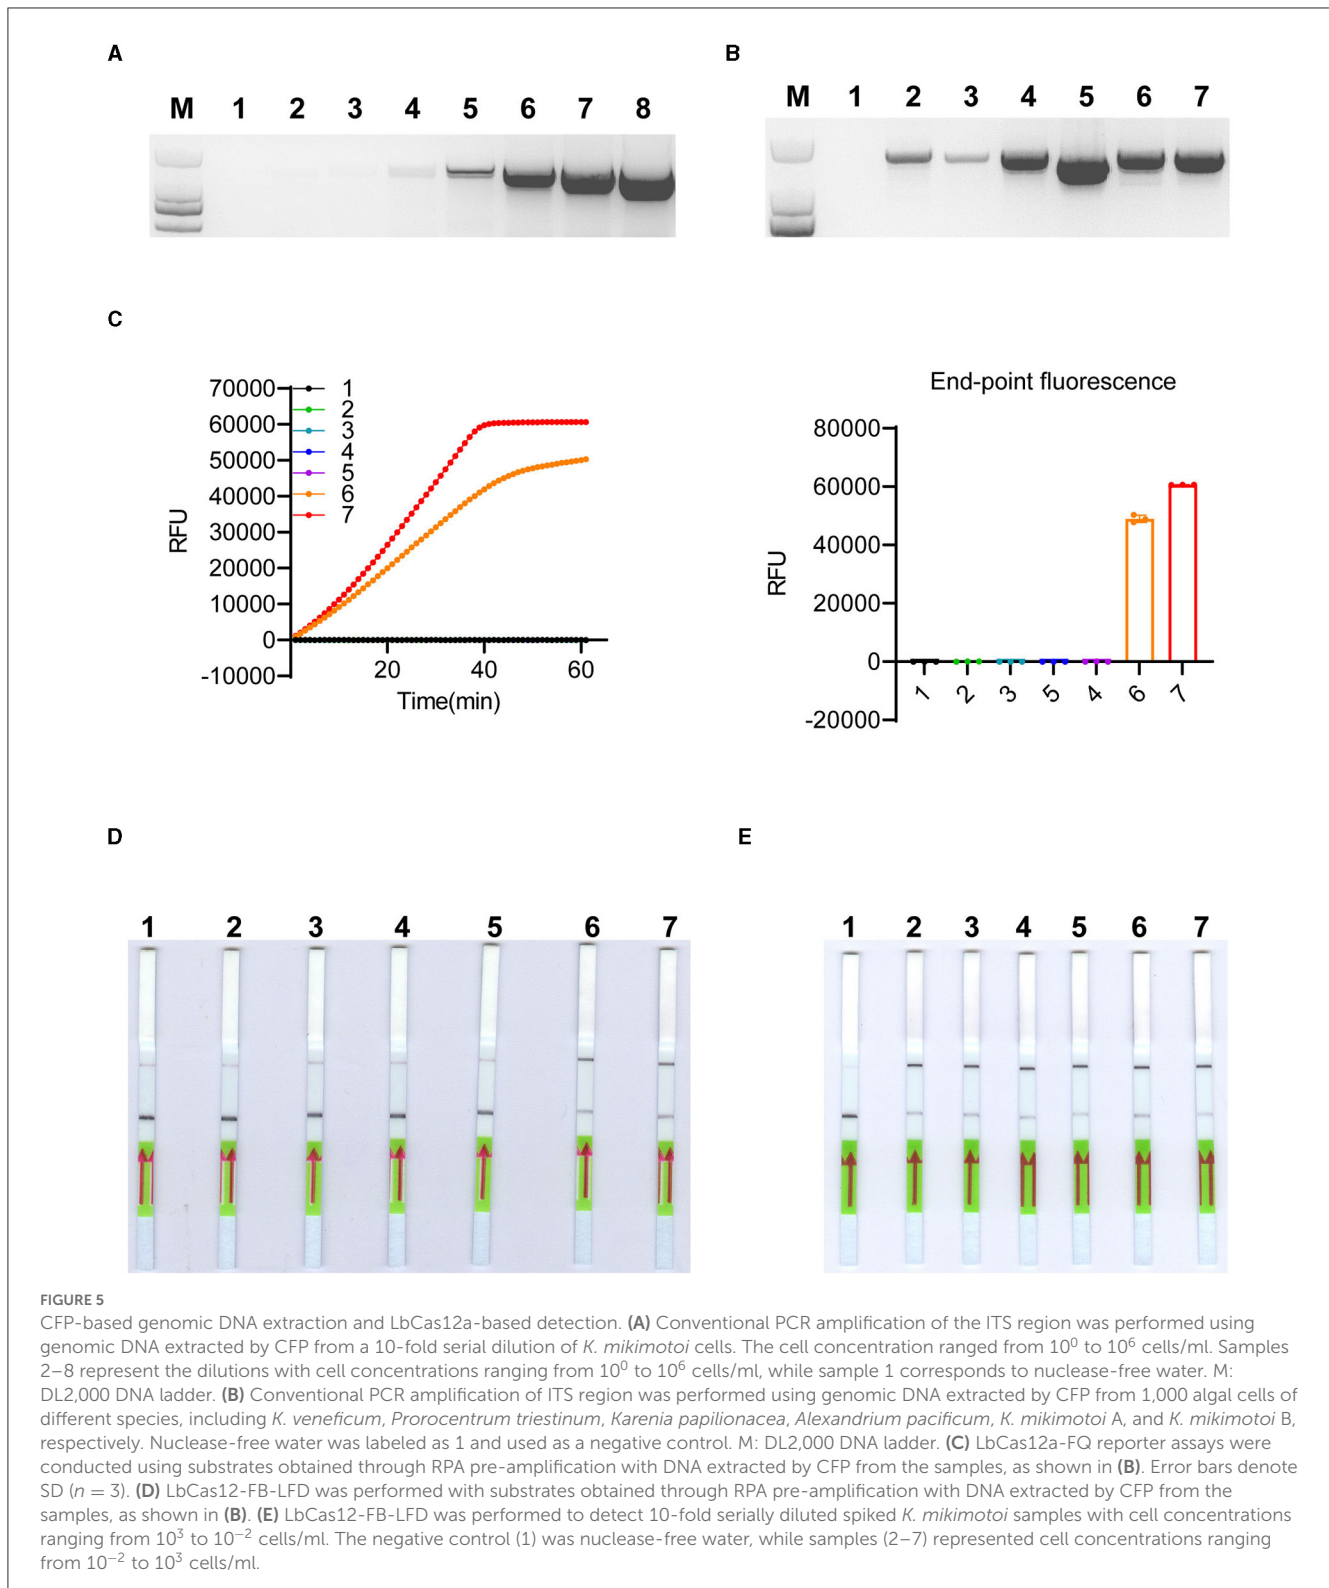 A
M 1 2 3 4 5 6 7 8
B
M 1 2 3 4 5 6 7
C
70000
60000
50000
40000
30000
20000
10000
0
-10000
RFU
1
2
3
4
5
6
7
20 40 60
Time(min)
End-point fluorescence
80000
60000
40000
20000
0
-20000
RFU
1 2 3 5 4 6 7
D
1 2 3 4 5 6 7
E
1 2 3 4 5 6 7
FIGURE 5
CFP-based genomic DNA extraction and LbCas12a-based detection. (A) Conventional PCR amplification of the ITS region was performed using
genomic DNA extracted by CFP from a 10-fold serial dilution of K. mikimotoi cells. The cell concentration ranged from 10⁰ to 10⁶ cells/ml. Samples
2–8 represent the dilutions with cell concentrations ranging from 10⁰ to 10⁶ cells/ml, while sample 1 corresponds to nuclease-free water. M:
DL2,000 DNA ladder. (B) Conventional PCR amplification of ITS region was performed using genomic DNA extracted by CFP from 1,000 algal cells of
different species, including K. veneficum, Prorocentrum triestinum, Karenia papilionacea, Alexandrium pacificum, K. mikimotoi A, and K. mikimotoi B,
respectively. Nuclease-free water was labeled as 1 and used as a negative control. M: DL2,000 DNA ladder. (C) LbCas12a-FQ reporter assays were
conducted using substrates obtained through RPA pre-amplification with DNA extracted by CFP from the samples, as shown in (B). Error bars denote
SD (n = 3). (D) LbCas12-FB-LFD was performed with substrates obtained through RPA pre-amplification with DNA extracted by CFP from the
samples, as shown in (B). (E) LbCas12-FB-LFD was performed to detect 10-fold serially diluted spiked K. mikimotoi samples with cell concentrations
ranging from 10³ to 10⁻² cells/ml. The negative control (1) was nuclease-free water, while samples (2–7) represented cell concentrations ranging
from 10⁻² to 10³ cells/ml.